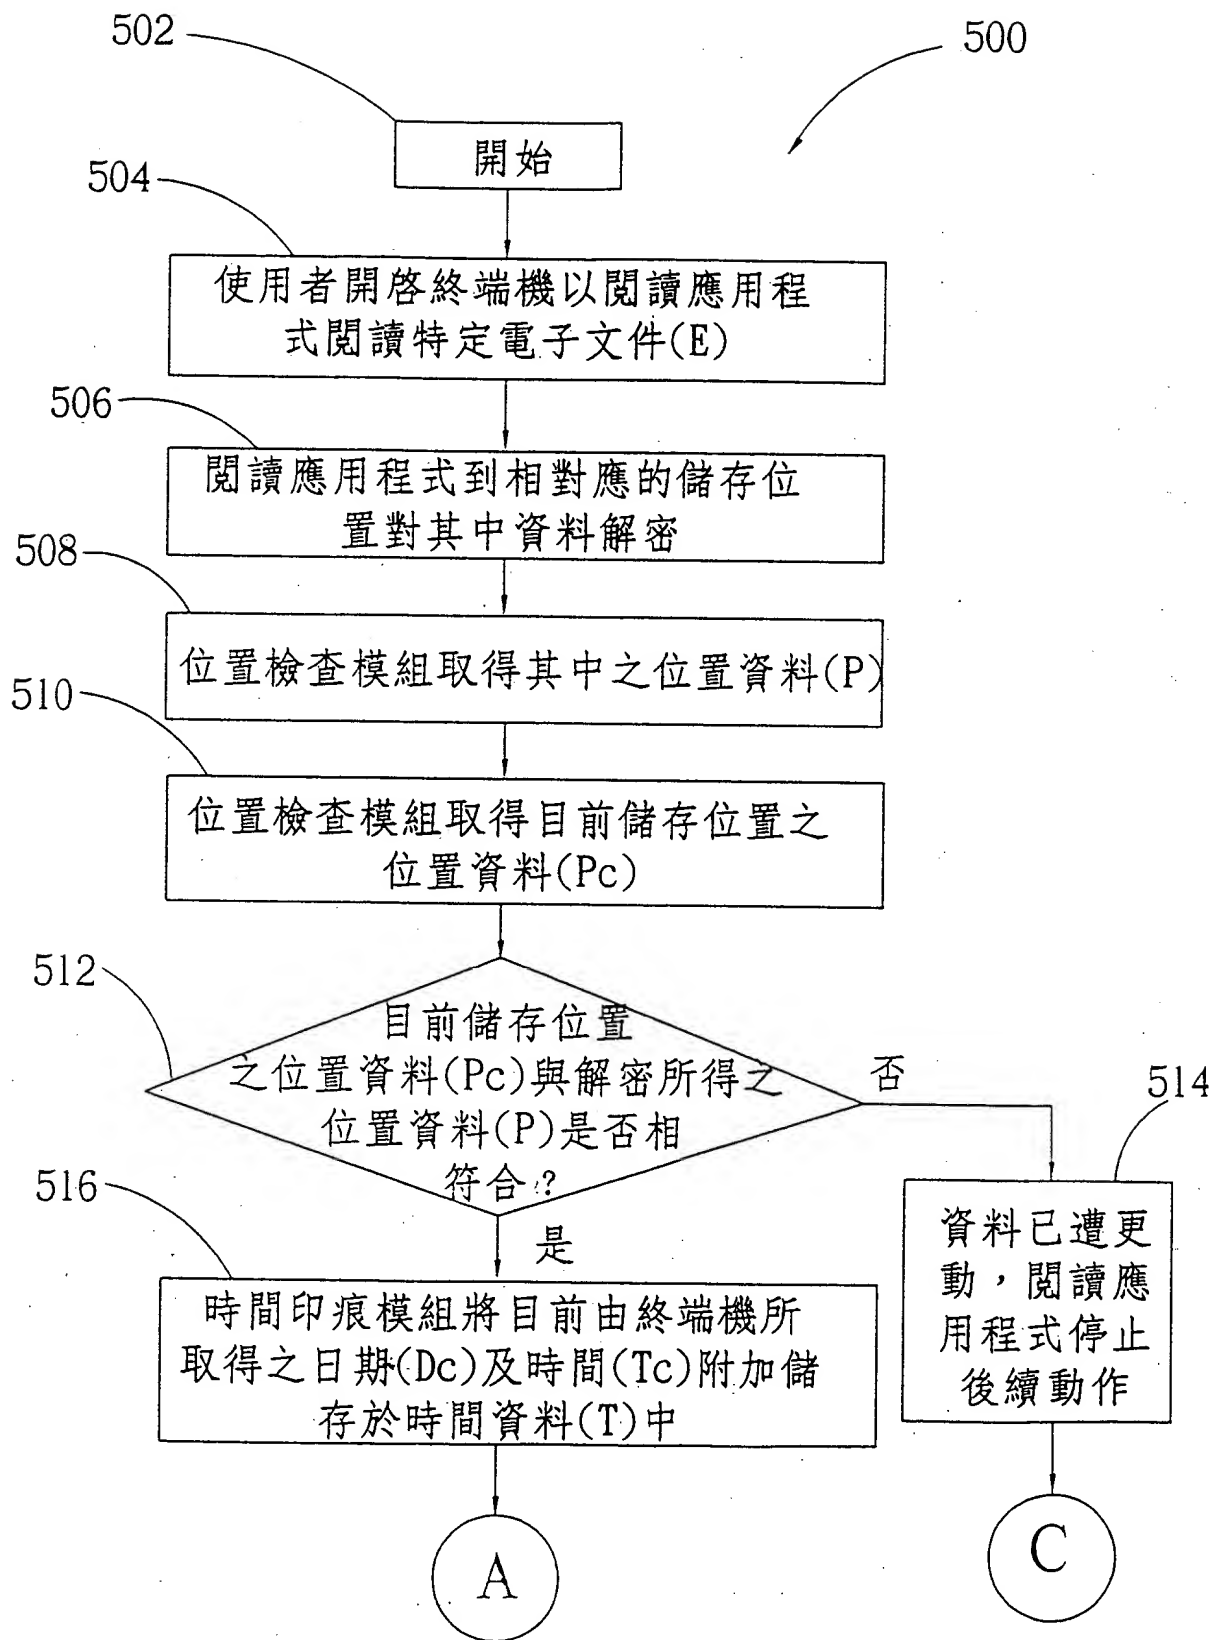 502
500
開始
504
使用者開啓終端機以閲讀應用程
式閲讀特定電子文件(E)
506
閲讀應用程式到相對應的儲存位
置對其中資料解密
508
位置檢查模組取得其中之位置資料(P)
510
位置檢查模組取得目前儲存位置之
位置資料(Pc)
512
目前儲存位置
之位置資料(Pc)與解密所得之
位置資料(P)是否相
符合?
否
514
516
是
資料已遭更
動,閲讀應
用程式停止
後續動作
時間印痕模組將目前由終端機所
取得之日期(Dc)及時間(Tc)附加儲
存於時間資料(T)中
A
C